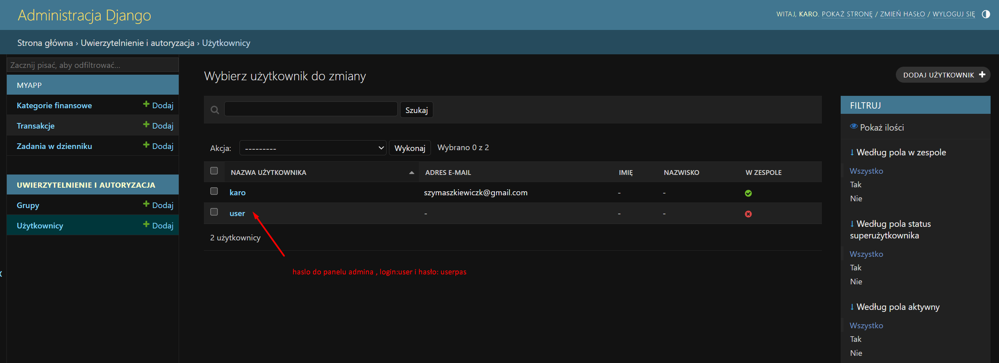 Administracja Django
WITAJ, KARO. POKAŻ STRONĘ / ZMIEŃ HASŁO / WYLOGUJ SIĘ
Strona główna › Uwierzytelnienie i autoryzacja › Użytkownicy
Zacznij pisać, aby odfiltrować...
MYAPP
Kategorie finansowe Dodaj
Transakcje Dodaj
Zadania w dzienniku Dodaj
UWIERZYTELNIENIE I AUTORYZACJA
Grupy Dodaj
Użytkownicy Dodaj
Wybierz użytkownik do zmiany
DODAJ UŻYTKOWNIK
Szukaj
Akcja: --------- Wykonaj Wybrano 0 z 2
NAZWA UŻYTKOWNIKA ADRES E-MAIL IMIĘ NAZWISKO W ZESPOLE
karo szymaszkiewiczk@gmail.com - -
user - - -
2 użytkownicy
haslo do panelu admina , login:user i hasło: userpas
FILTRUJ
Pokaż ilości
↓ Według pola w zespole
Wszystko
Tak
Nie
↓ Według pola status
superużytkownika
Wszystko
Tak
Nie
↓ Według pola aktywny
Wszystko
Tak
Nie